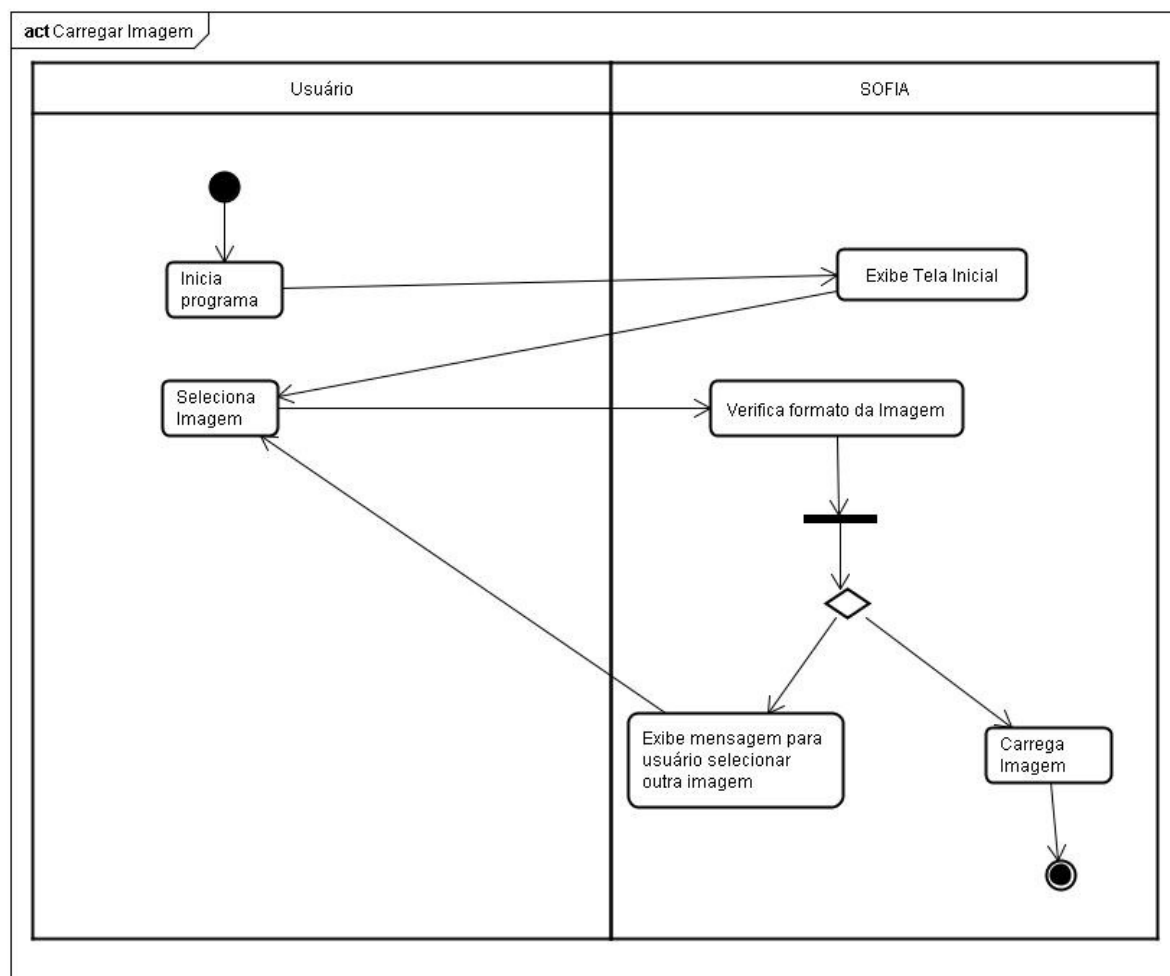 act Carregar Imagem
Usuário
SOFIA
Inicia
programa
Exibe Tela Inicial
Seleciona
Imagem
Verifica formato da Imagem
Exibe mensagem para
usuário selecionar
outra imagem
Carrega
Imagem